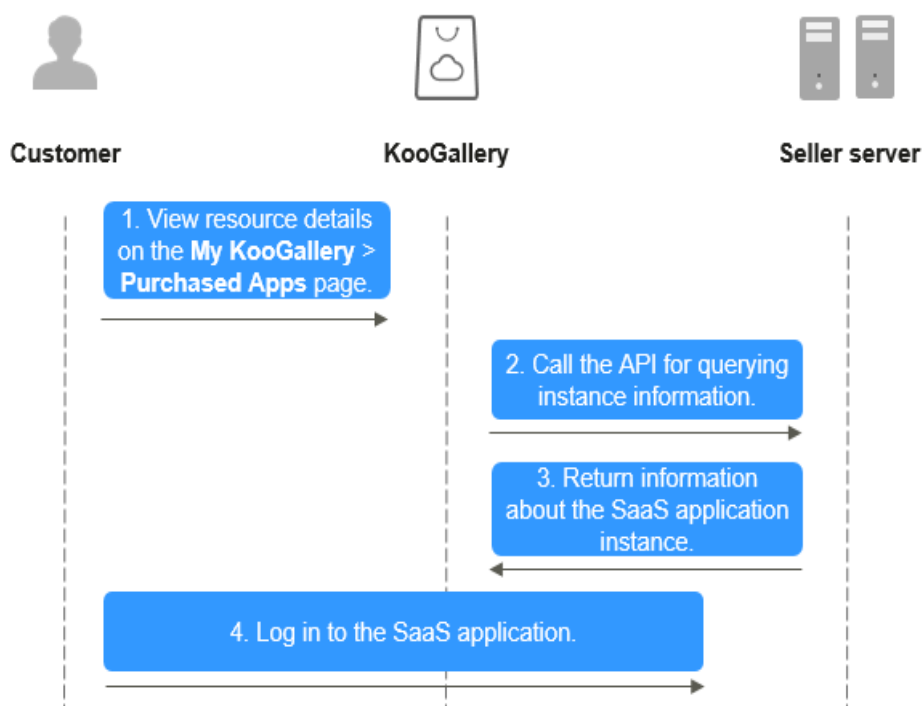 Customer
KooGallery
Seller server
1. View resource details
on the My KooGallery >
Purchased Apps page.
2. Call the API for querying
instance information.
3. Return information
about the SaaS application
instance.
4. Log in to the SaaS application.